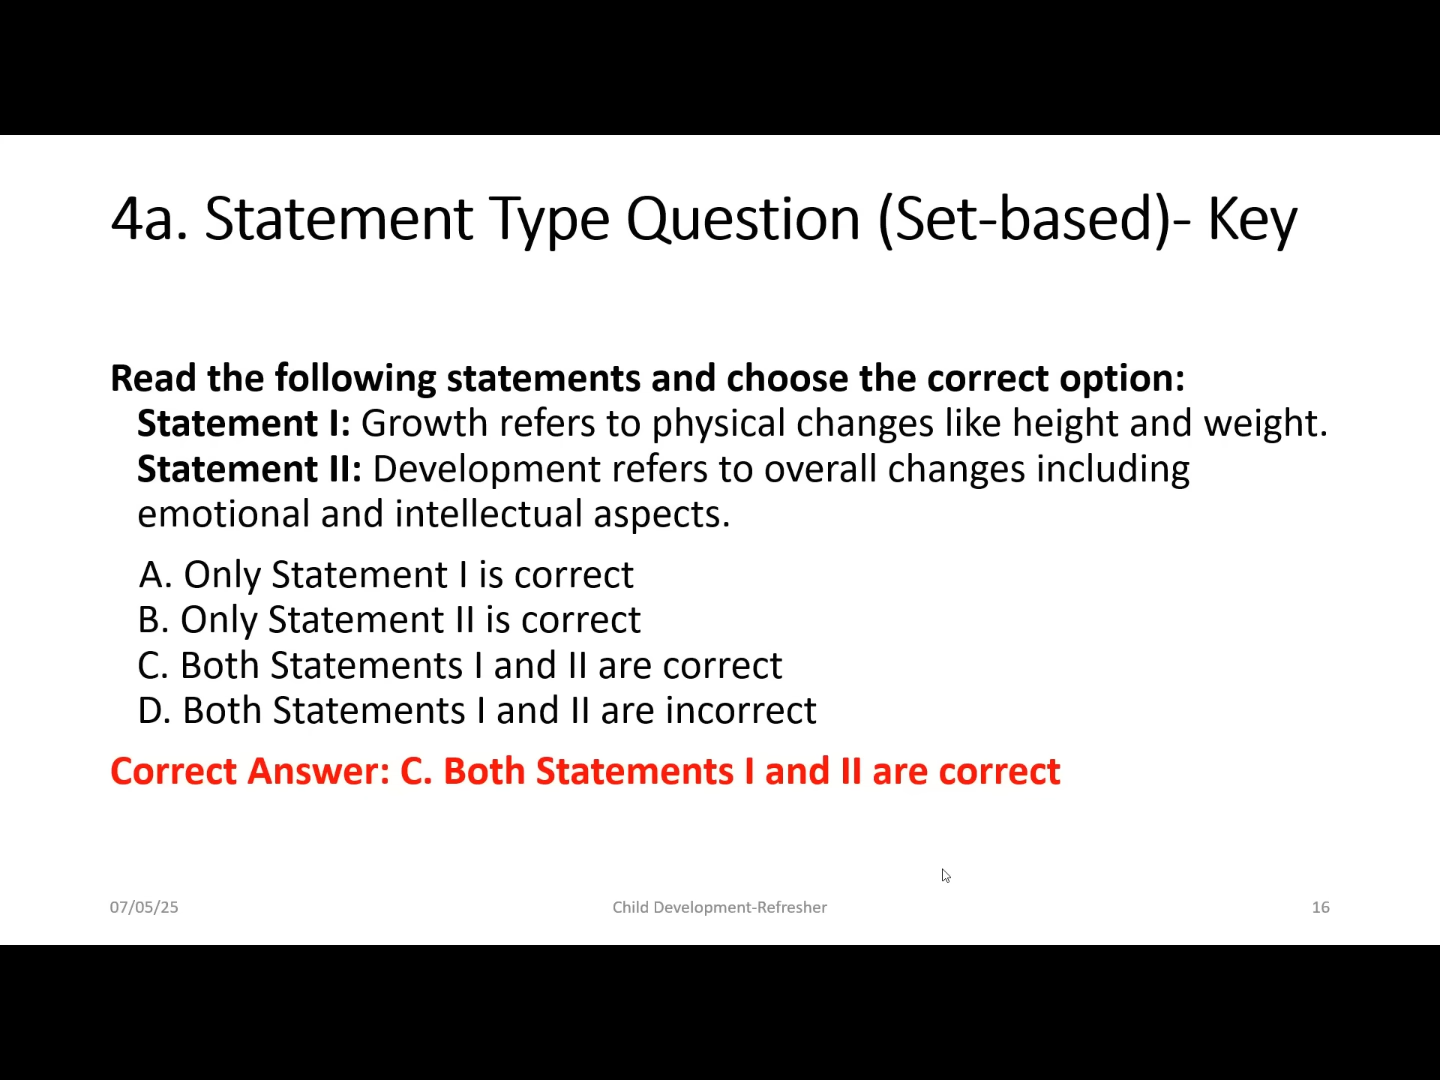 4a. Statement Type Question (Set-based)- Key
Read the following statements and choose the correct option:
Statement I: Growth refers to physical changes like height and weight.
Statement II: Development refers to overall changes including
emotional and intellectual aspects.
A. Only Statement I is correct
B. Only Statement II is correct
C. Both Statements I and II are correct
D. Both Statements I and II are incorrect
Correct Answer: C. Both Statements I and II are correct
07/05/25
Child Development-Refresher
16